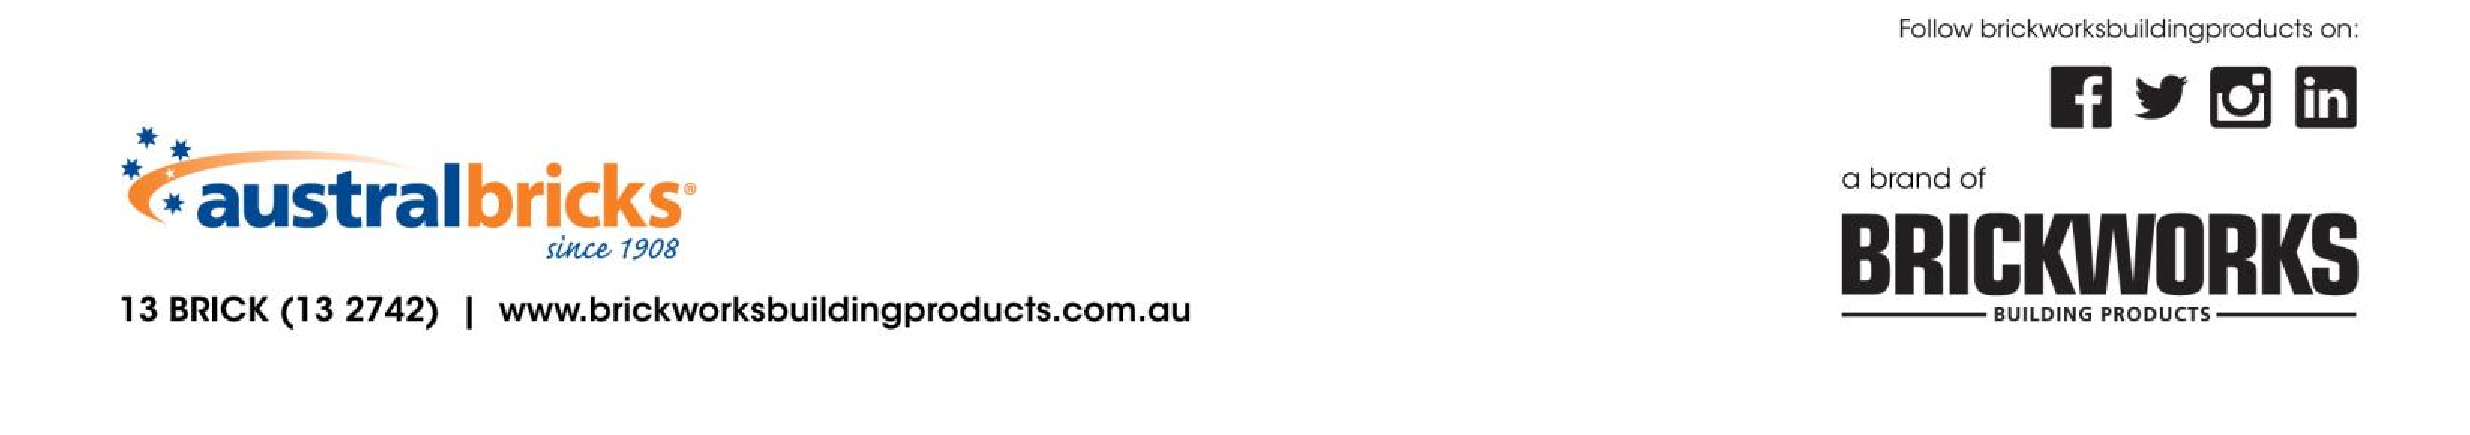 Follow brickworksbuildingproducts on:
australbricks®
since 1908
13 BRICK (13 2742) | www.brickworksbuildingproducts.com.au
a brand of
BRICKWORKS
BUILDING PRODUCTS